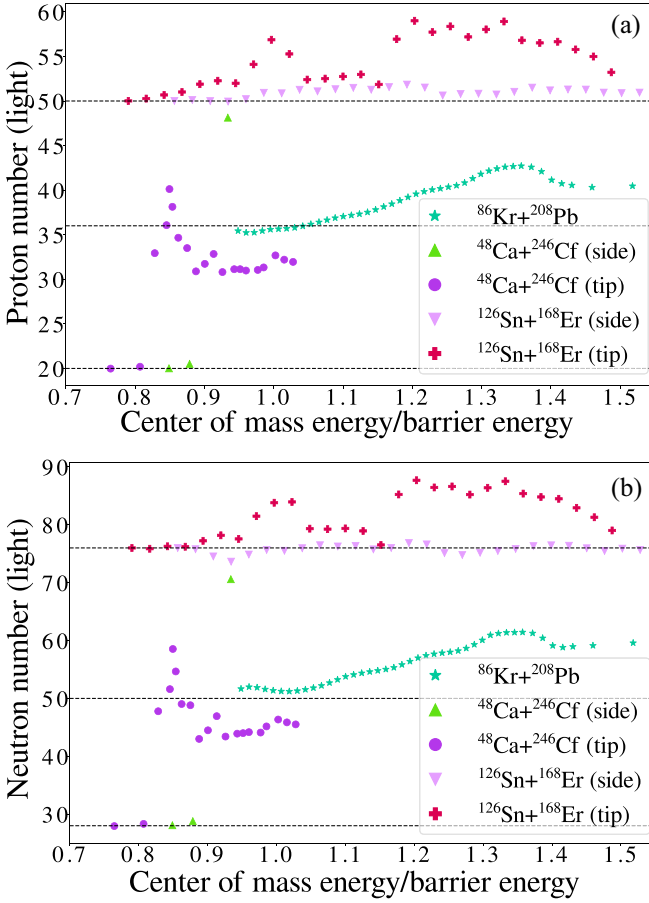 (a)
Proton number (light)
60
50
40
30
20
⁸⁶Kr+²⁰⁸Pb
⁴⁸Ca+²⁴⁶Cf (side)
⁴⁸Ca+²⁴⁶Cf (tip)
¹²⁶Sn+¹⁶⁸Er (side)
¹²⁶Sn+¹⁶⁸Er (tip)
0.7 0.8 0.9 1.0 1.1 1.2 1.3 1.4 1.5
Center of mass energy/barrier energy
(b)
Neutron number (light)
90
80
70
60
50
40
30
⁸⁶Kr+²⁰⁸Pb
⁴⁸Ca+²⁴⁶Cf (side)
⁴⁸Ca+²⁴⁶Cf (tip)
¹²⁶Sn+¹⁶⁸Er (side)
¹²⁶Sn+¹⁶⁸Er (tip)
0.7 0.8 0.9 1.0 1.1 1.2 1.3 1.4 1.5
Center of mass energy/barrier energy